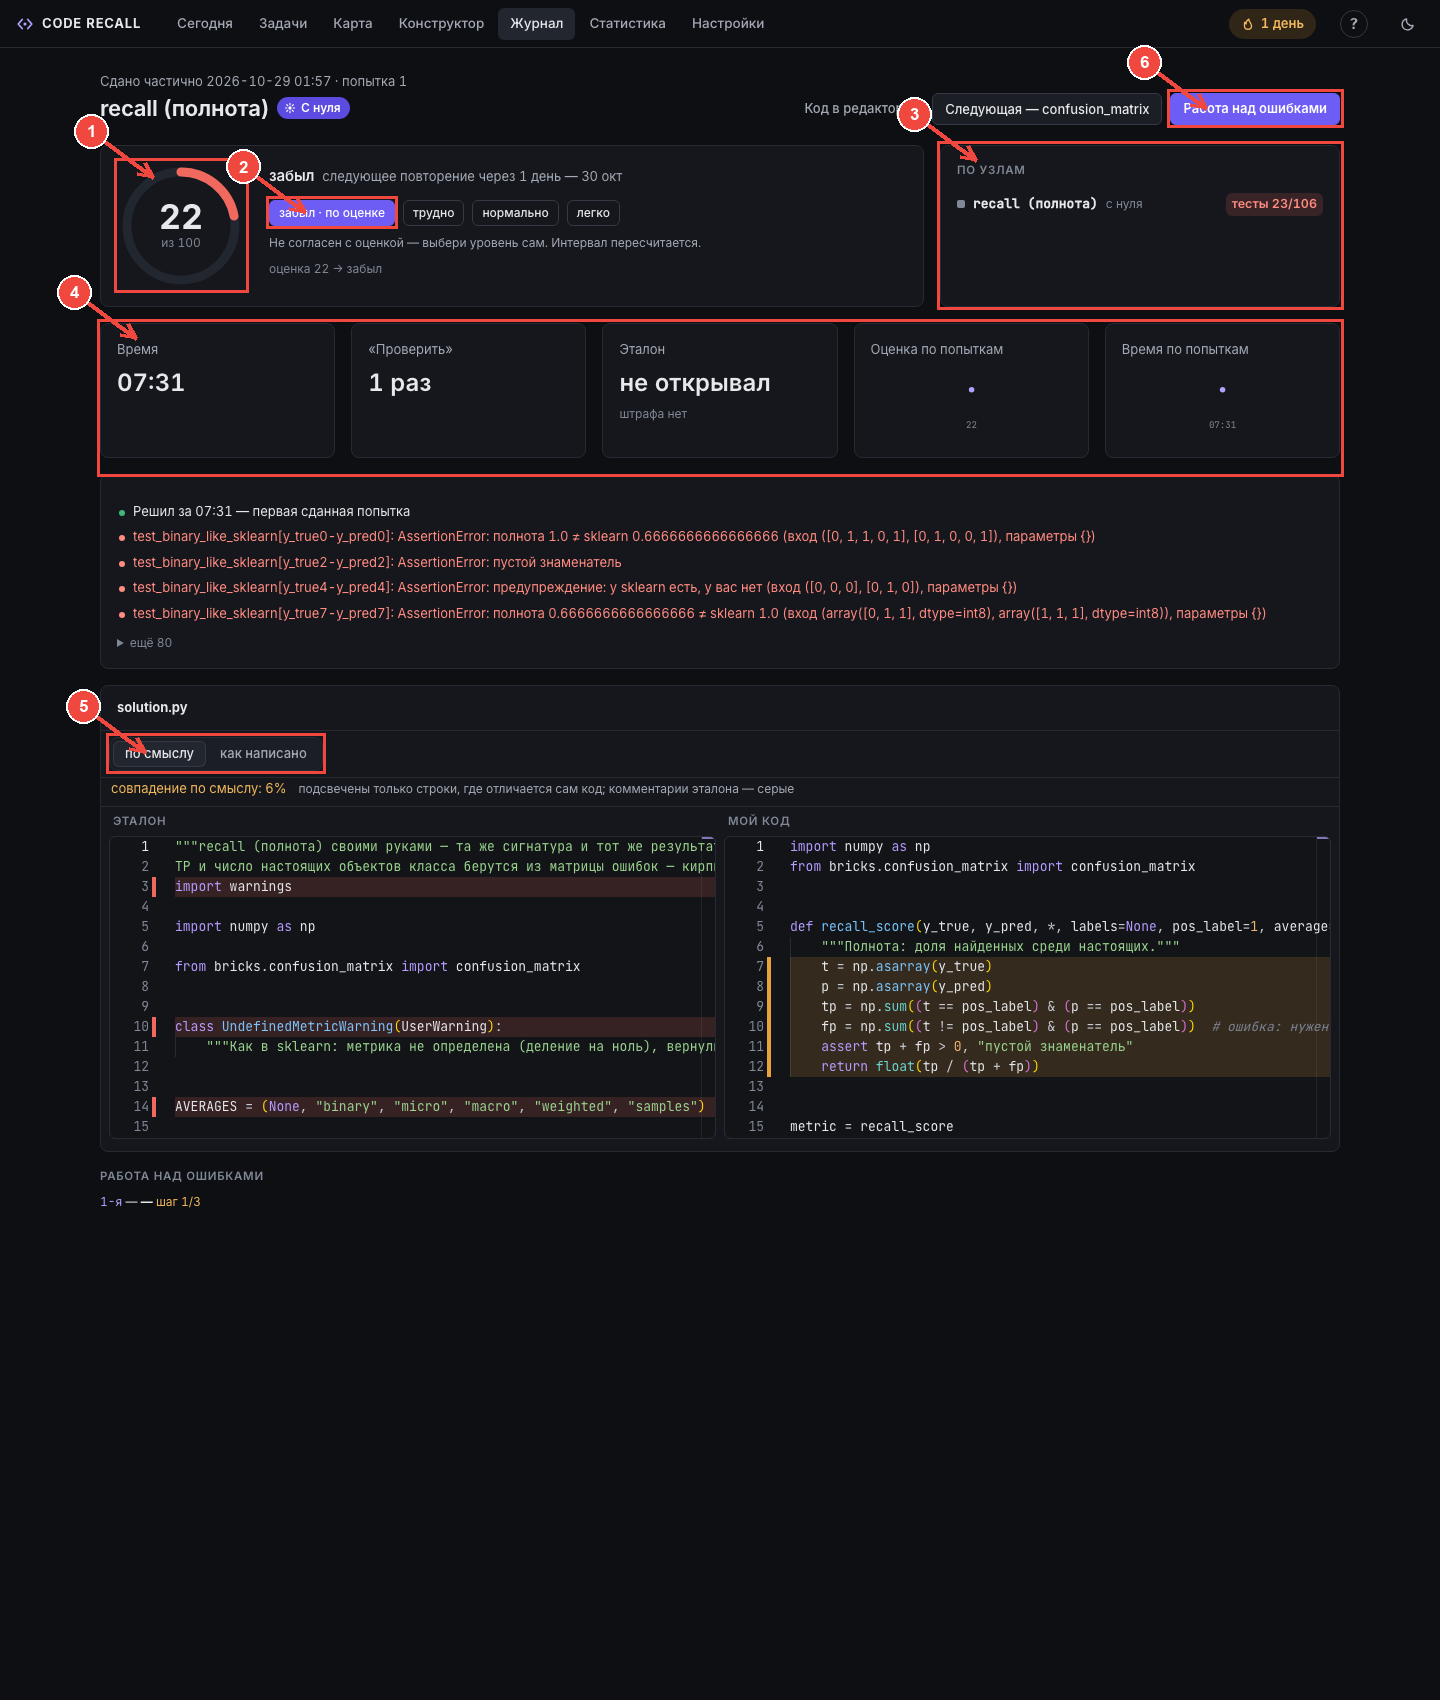 CODE RECALL Сегодня Задачи Карта Конструктор Журнал Статистика Настройки 1 день ?
Сдано частично 2026-10-29 01:57 · попытка 1
6
recall (полнота) С нуля
Код в редактор
3
Следующая — confusion_matrix
Работа над ошибками
1
2
22
из 100
забыл следующее повторение через 1 день — 30 окт
забыл · по оценке трудно нормально легко
Не согласен с оценкой — выбери уровень сам. Интервал пересчитается.
оценка 22 → забыл
ПО УЗЛАМ
recall (полнота) с нуля тесты 23/106
4
Время
07:31
«Проверить»
1 раз
Эталон
не открывал
штрафа нет
Оценка по попыткам
22
Время по попыткам
07:31
Решил за 07:31 — первая сданная попытка
test_binary_like_sklearn[y_true0-y_pred0]: AssertionError: полнота 1.0 ≠ sklearn 0.6666666666666666 (вход ([0, 1, 1, 0, 1], [0, 1, 0, 0, 1]), параметры {})
test_binary_like_sklearn[y_true2-y_pred2]: AssertionError: пустой знаменатель
test_binary_like_sklearn[y_true4-y_pred4]: AssertionError: предупреждение: у sklearn есть, у вас нет (вход ([0, 0, 0], [0, 1, 0]), параметры {})
test_binary_like_sklearn[y_true7-y_pred7]: AssertionError: полнота 0.6666666666666666 ≠ sklearn 1.0 (вход (array([0, 1, 1], dtype=int8), array([1, 1, 1], dtype=int8)), параметры {})
ещё 80
5
solution.py
по смыслу как написано
совпадение по смыслу: 6% подсвечены только строки, где отличается сам код; комментарии эталона — серые
ЭТАЛОН
1 """recall (полнота) своими руками — та же сигнатура и тот же результат
2 TP и число настоящих объектов класса берутся из матрицы ошибок — кирп
3 import warnings
4
5 import numpy as np
6
7 from bricks.confusion_matrix import confusion_matrix
8
9
10 class UndefinedMetricWarning(UserWarning):
11 """Как в sklearn: метрика не определена (деление на ноль), вернул
12
13
14 AVERAGES = (None, "binary", "micro", "macro", "weighted", "samples")
15
МОЙ КОД
1 import numpy as np
2 from bricks.confusion_matrix import confusion_matrix
3
4
5 def recall_score(y_true, y_pred, *, labels=None, pos_label=1, average
6 """Полнота: доля найденных среди настоящих."""
7 t = np.asarray(y_true)
8 p = np.asarray(y_pred)
9 tp = np.sum((t == pos_label) & (p == pos_label))
10 fp = np.sum((t != pos_label) & (p == pos_label)) # ошибка: нужен
11 assert tp + fp > 0, "пустой знаменатель"
12 return float(tp / (tp + fp))
13
14
15 metric = recall_score
РАБОТА НАД ОШИБКАМИ
1-я — — шаг 1/3